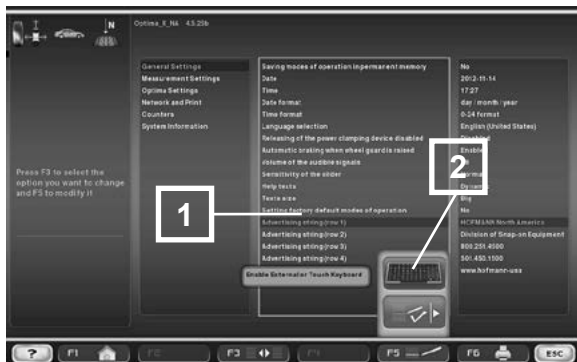 N
Optima_X_NA 4.5.25b
General Settings
Measurement Settings
Optima Settings
Network and Print
Counters
System Information
Saving modes of operation in permanent memory
Date
Time
Date format
Time format
Language selection
Releasing of the power clamping device disabled
Automatic braking when wheel guard is raised
Volume of the audible signals
Sensitivity of the slider
Help texts
Texts size
Setting factory default modes of operation
Advertising string (row 1)
Advertising string (row 2)
Advertising string (row 3)
Advertising string (row 4)
No
2012-11-14
17:27
day / month / year
0-24 format
English (United States)
Disabled
Big
No
HOFMANN North America
Division of Snap-on Equipment
800.251.4500
501.450.1500
www.hofmann-usa
Press F3 to select the
option you want to change
and F5 to modify it
1
2
Enable External or Touch Keyboard
?
F1
F2
F3
F4
F5
F6
ESC